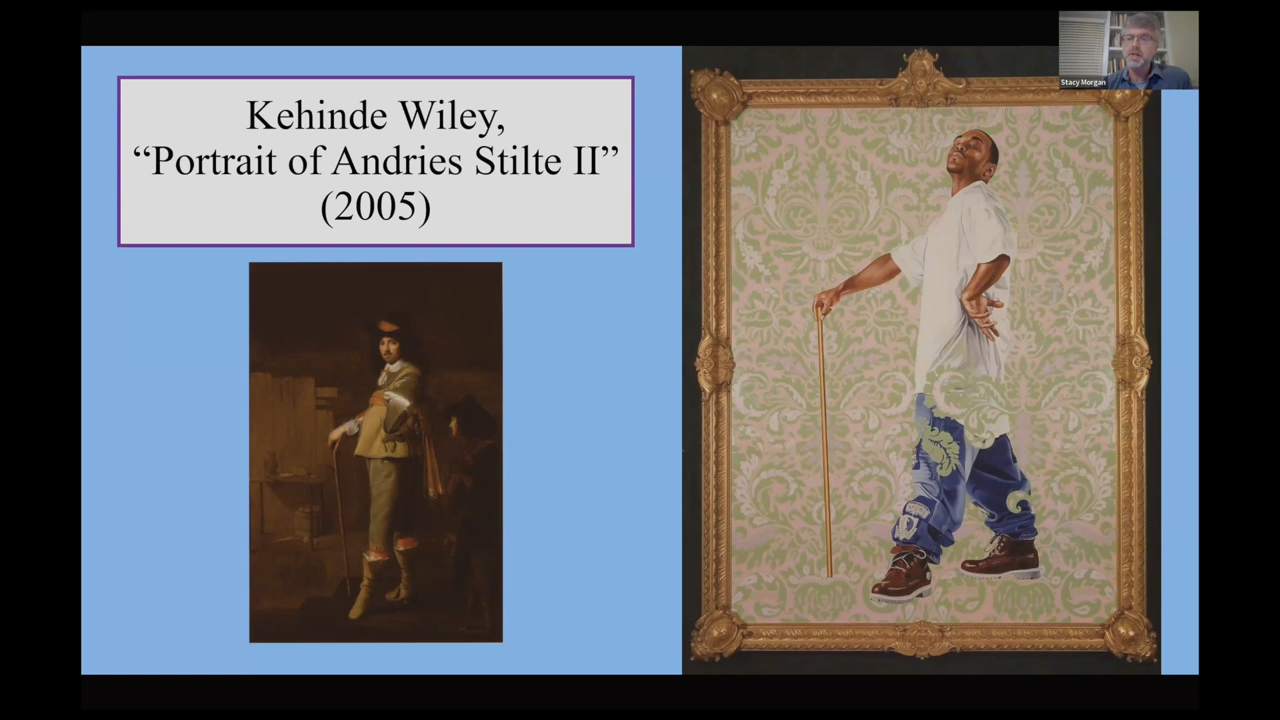 Kehinde Wiley,
“Portrait of Andries Stilte II”
(2005)
Stacy Morgan